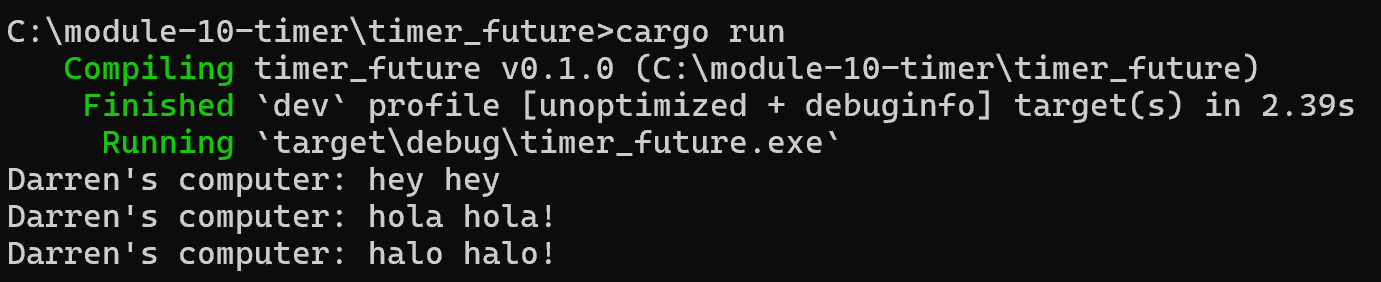 C:\module-10-timer\timer_future>cargo run
   Compiling timer_future v0.1.0 (C:\module-10-timer\timer_future)
    Finished `dev` profile [unoptimized + debuginfo] target(s) in 2.39s
     Running `target\debug\timer_future.exe`
Darren's computer: hey hey
Darren's computer: hola hola!
Darren's computer: halo halo!